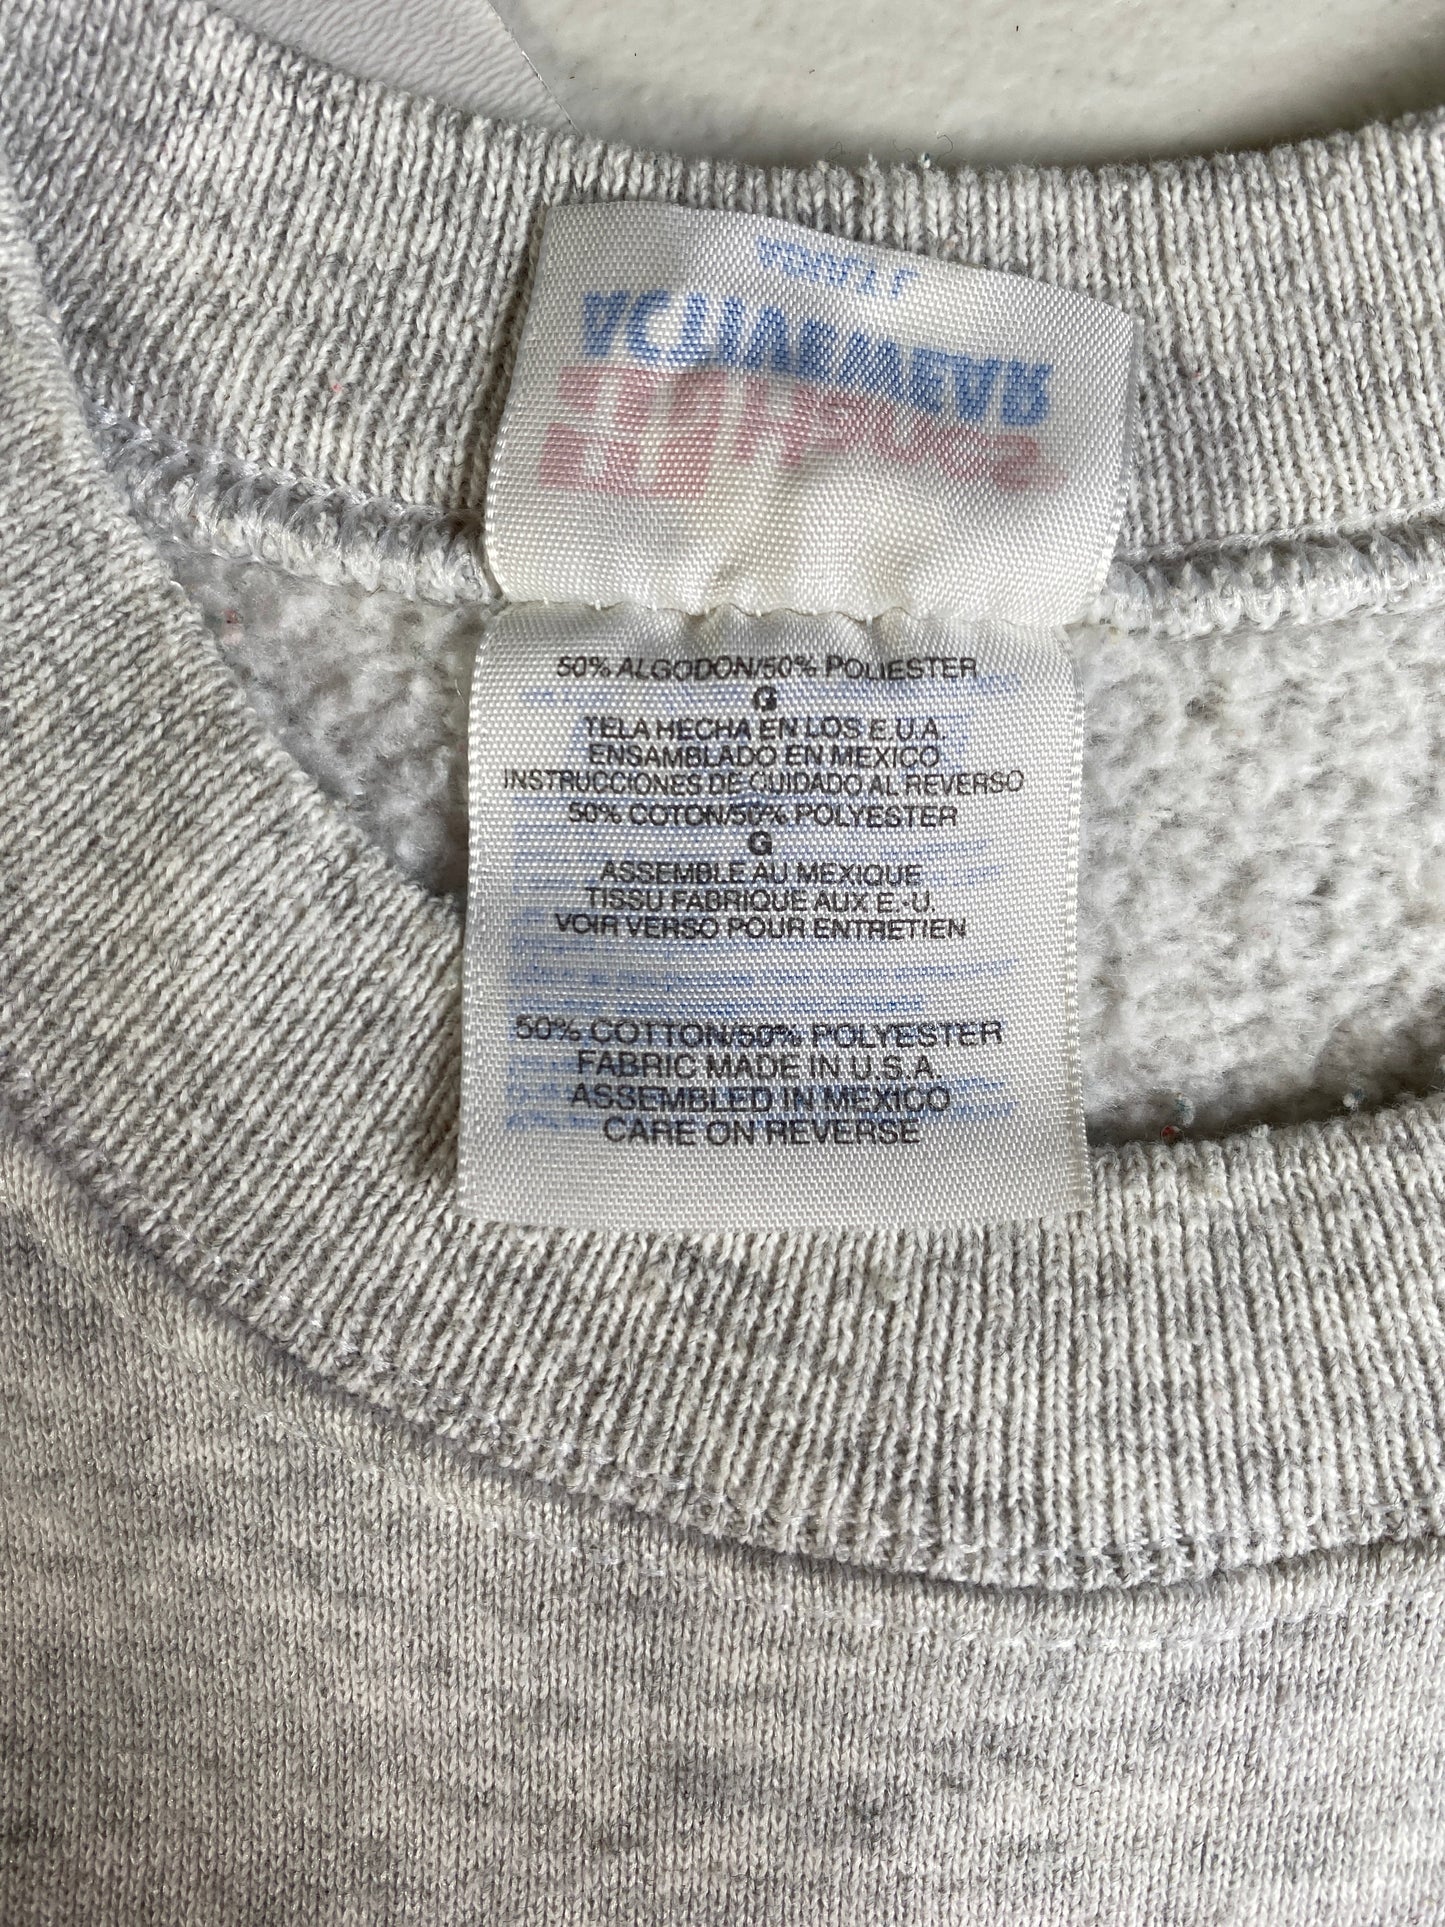 50% ALGODON/50% POLIESTER
G
TELA HECHA EN LOS E.U.A.
ENSAMBLADO EN MEXICO
INSTRUCCIONES DE CUIDADO AL REVERSO
50% COTON/50% POLYESTER
G
ASSEMBLE AU MEXIQUE
TISSU FABRIQUE AUX E.-U.
VOIR VERSO POUR ENTRETIEN
50% COTTON/50% POLYESTER
FABRIC MADE IN U.S.A.
ASSEMBLED IN MEXICO
CARE ON REVERSE